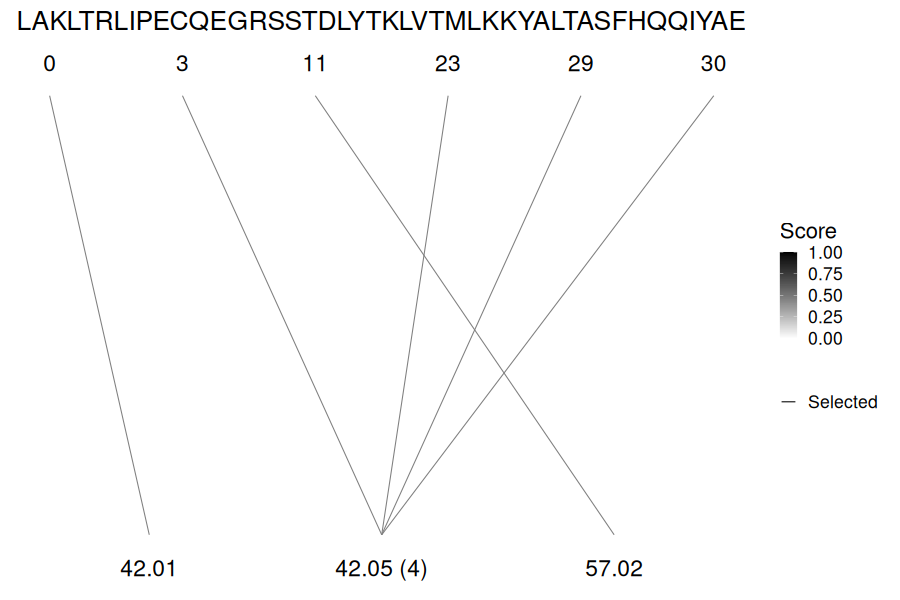 LAKLTRLIPECQEGRSSTDLYTKLVTMLKKYALTASFHQQIYAE
0 3 11 23 29 30
Score
1.00
0.75
0.50
0.25
0.00
Selected
42.01 42.05 (4) 57.02